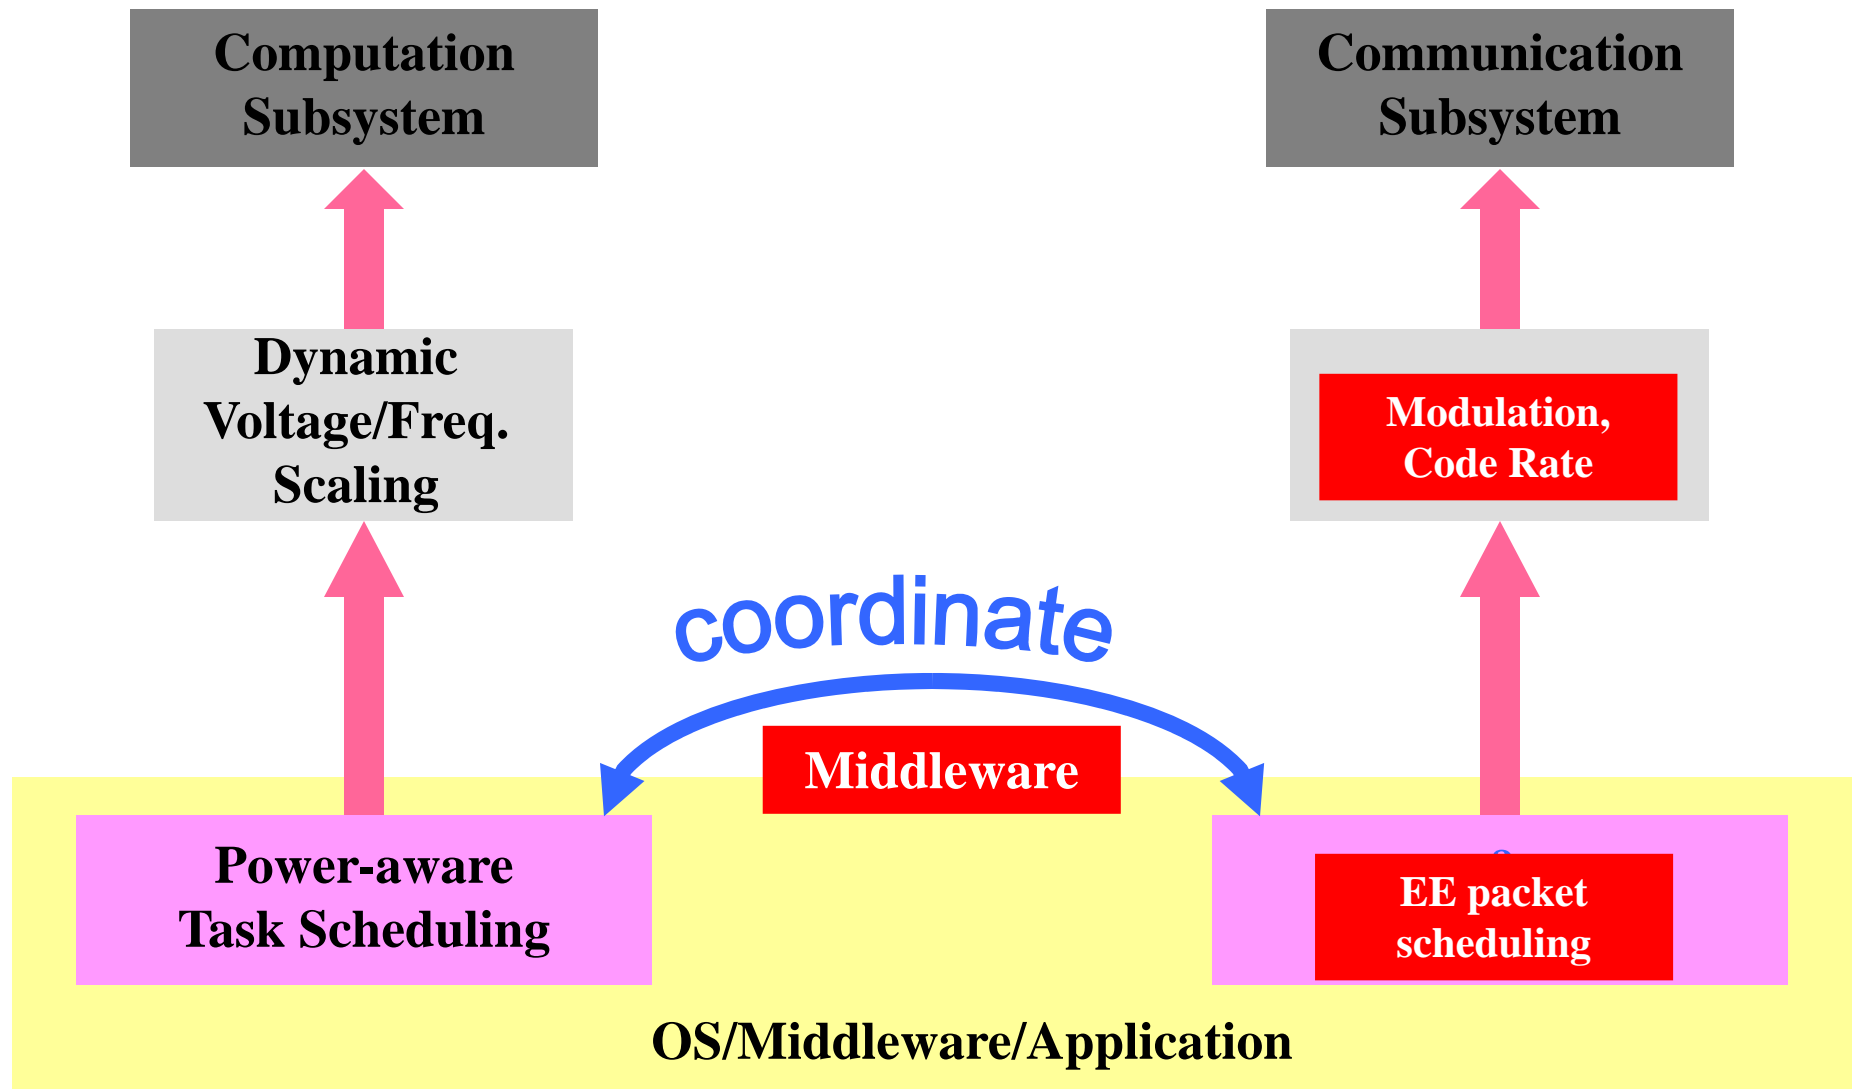 Computation
Subsystem
Communication
Subsystem
Dynamic
Voltage/Freq.
Scaling
Modulation,
Code Rate
coordinate
Middleware
Power-aware
Task Scheduling
EE packet
scheduling
OS/Middleware/Application